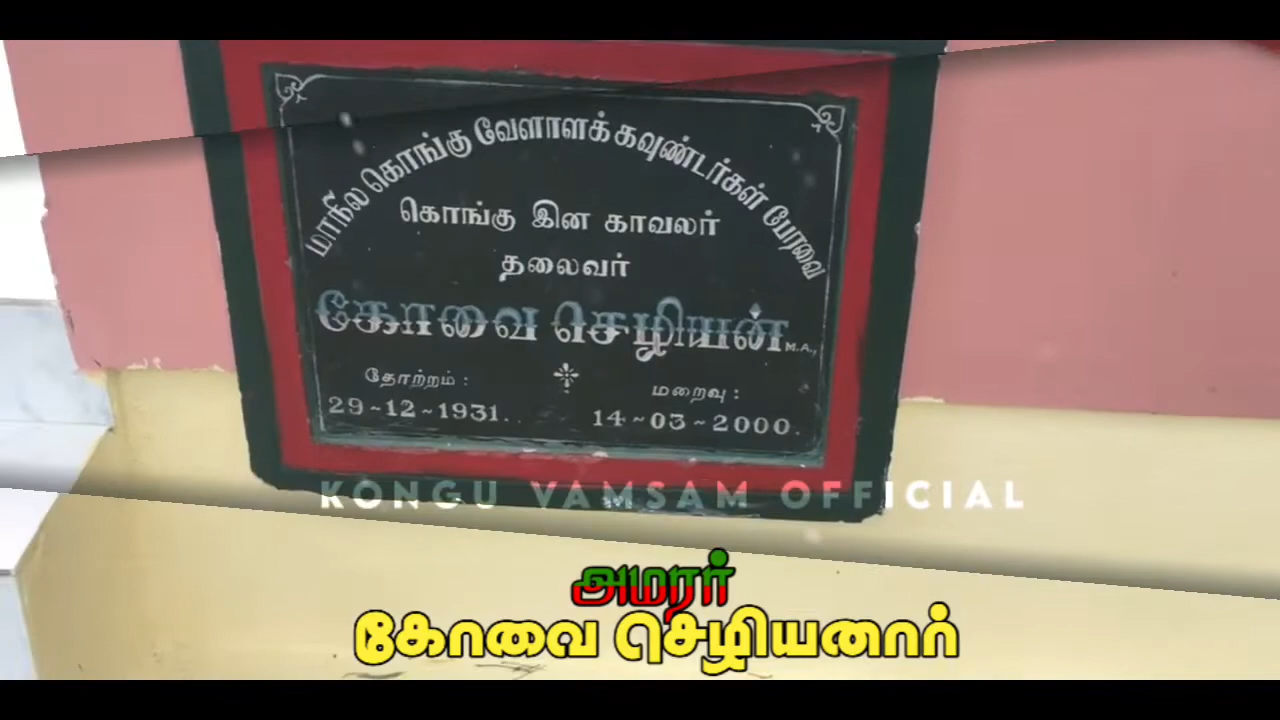 மாநில கொங்கு வேளாளக்கவுண்டர்கள் பேரவை
கொங்கு இன காவலர்
தலைவர்
கோவை செழியன் M.A.,
தோற்றம் :
29-12-1931.
மறைவு :
14-03-2000.
KONGU VAMSAM OFFICIAL
அமரர்
கோவை செழியனார்